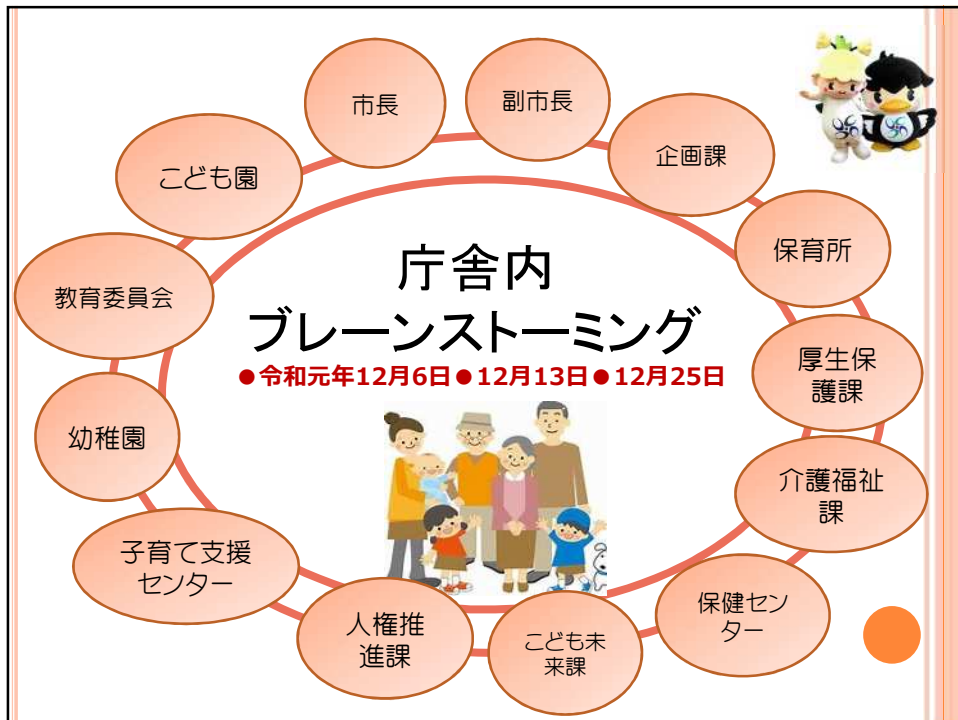 庁舎内
ブレーンストーミング
●令和元年12月6日●12月13日●12月25日
市長
副市長
企画課
保育所
厚生保
護課
介護福祉
課
保健セン
ター
こども未
来課
人権推
進課
子育て支援
センター
幼稚園
教育委員会
こども園